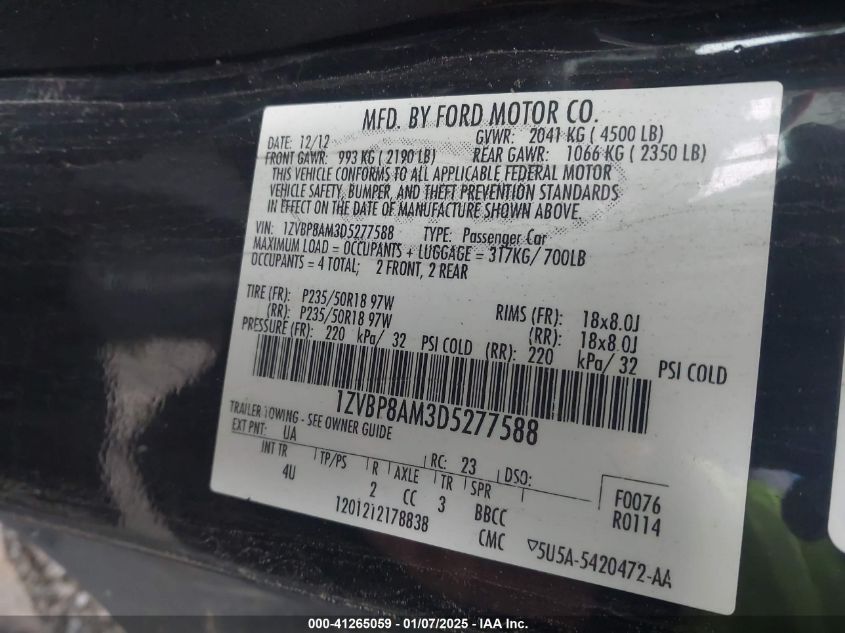 MFD. BY FORD MOTOR CO.
DATE: 12/12 GVWR: 2041 KG ( 4500 LB)
FRONT GAWR: 993 KG ( 2190 LB) REAR GAWR: 1066 KG ( 2350 LB)
THIS VEHICLE CONFORMS TO ALL APPLICABLE FEDERAL MOTOR
VEHICLE SAFETY, BUMPER, AND THEFT PREVENTION STANDARDS
IN EFFECT ON THE DATE OF MANUFACTURE SHOWN ABOVE.
VIN: 1ZVBP8AM3D5277588 TYPE: Passenger Car
MAXIMUM LOAD = OCCUPANTS + LUGGAGE = 317KG/ 700LB
OCCUPANTS = 4 TOTAL; 2 FRONT, 2 REAR
TIRE (FR): P235/50R18 97W RIMS (FR): 18x8.0J
(RR): P235/50R18 97W (RR): 18x8.0J
PRESSURE (FR): 220 kPa/ 32 PSI COLD (RR): 220 kPa/ 32 PSI COLD
1ZVBP8AM3D5277588
TRAILER TOWING - SEE OWNER GUIDE
EXT PNT: UA RC: 23 DSO:
INT TR TP/PS R AXLE TR SPR
4U 2 CC 3 BBCC
F0076
R0114
1201212178838 CMC ▽5U5A-5420472-AA
000-41265059 - 01/07/2025 - IAA Inc.